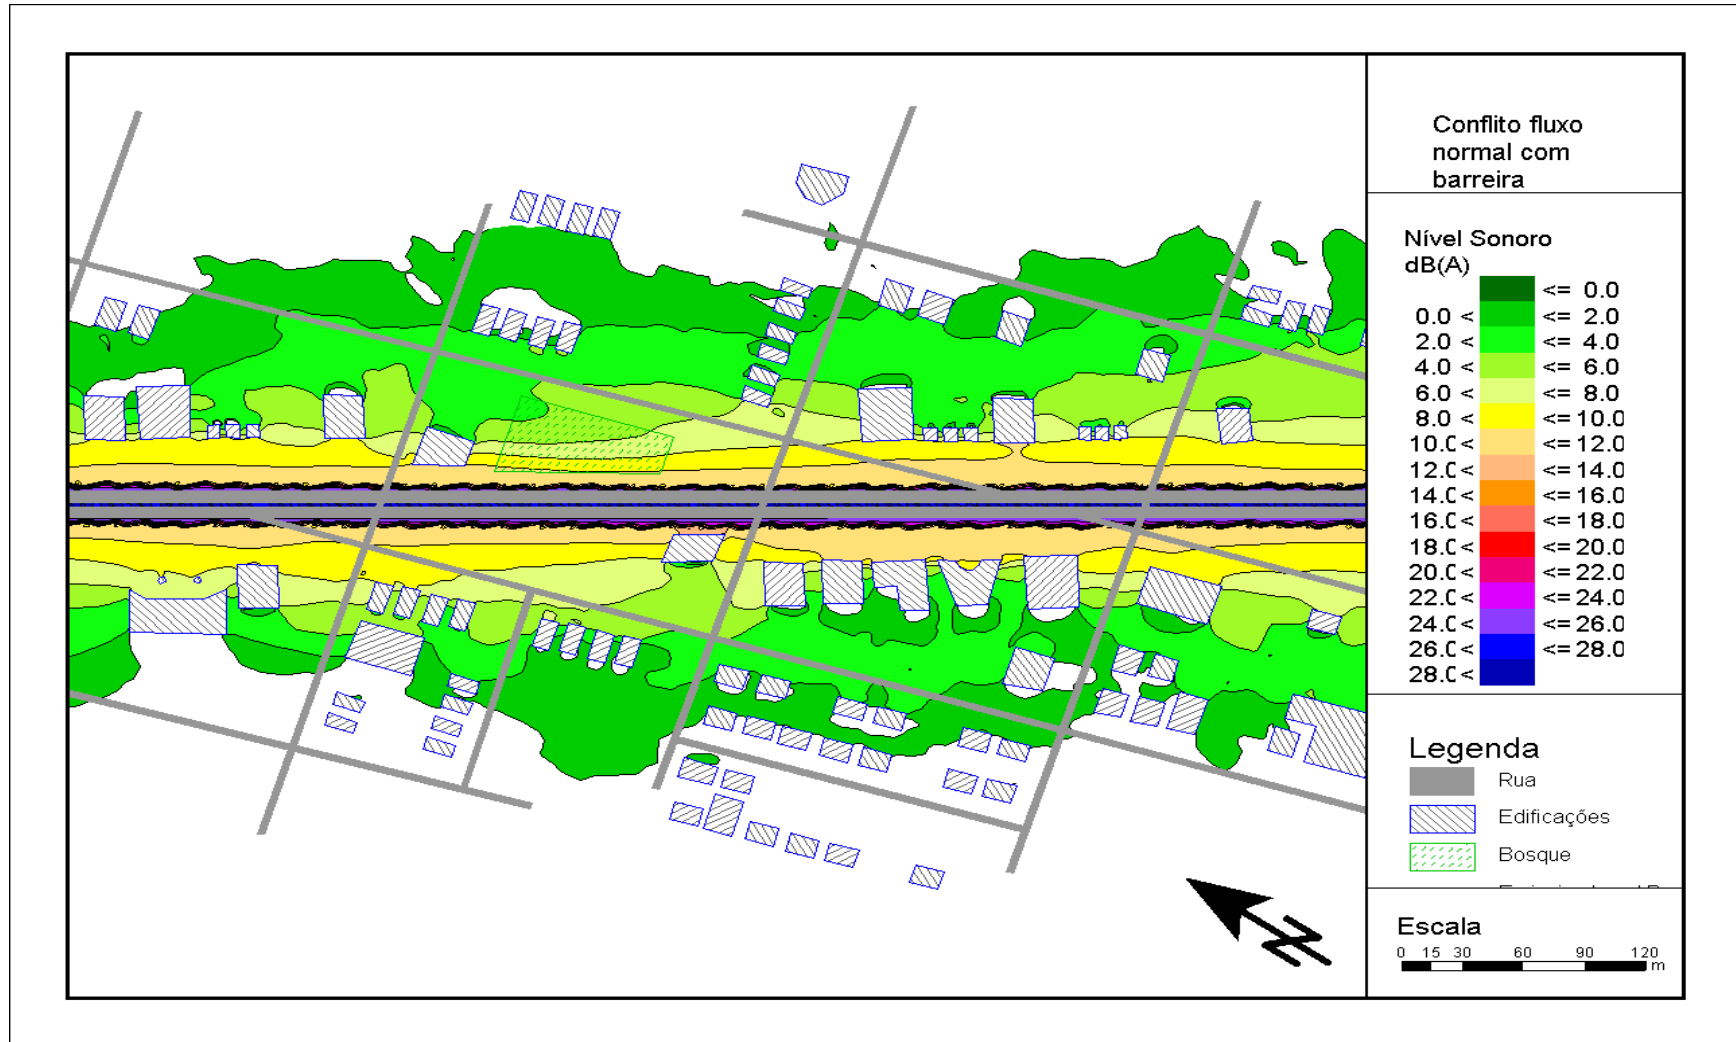 Conflito fluxo
normal com
barreira
Nível Sonoro
dB(A)
<= 0.0
0.0 < <= 2.0
2.0 < <= 4.0
4.0 < <= 6.0
6.0 < <= 8.0
8.0 < <= 10.0
10.0 < <= 12.0
12.0 < <= 14.0
14.0 < <= 16.0
16.0 < <= 18.0
18.0 < <= 20.0
20.0 < <= 22.0
22.0 < <= 24.0
24.0 < <= 26.0
26.0 < <= 28.0
28.0 <
Legenda
Rua
Edificações
Bosque
Escala
0 15 30 60 90 120
m
N